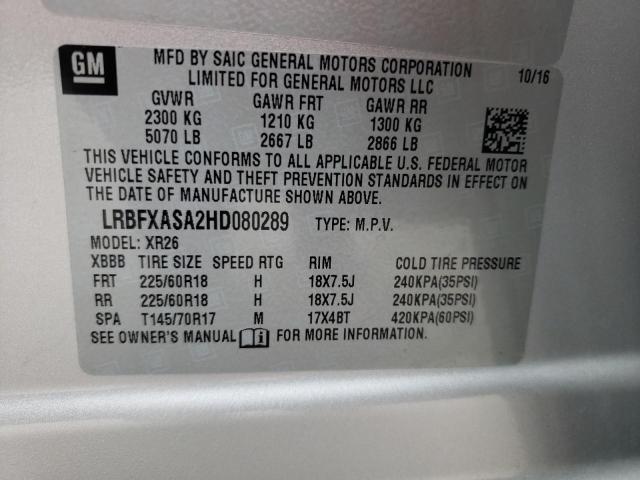 GM
MFD BY SAIC GENERAL MOTORS CORPORATION
LIMITED FOR GENERAL MOTORS LLC
10/16
GVWR GAWR FRT GAWR RR
2300 KG 1210 KG 1300 KG
5070 LB 2667 LB 2866 LB
THIS VEHICLE CONFORMS TO ALL APPLICABLE U.S. FEDERAL MOTOR
VEHICLE SAFETY AND THEFT PREVENTION STANDARDS IN EFFECT ON
THE DATE OF MANUFACTURE SHOWN ABOVE.
LRBFXASA2HD080289 TYPE: M.P.V.
MODEL: XR26
XBBB TIRE SIZE SPEED RTG RIM COLD TIRE PRESSURE
FRT 225/60R18 H 18X7.5J 240KPA(35PSI)
RR 225/60R18 H 18X7.5J 240KPA(35PSI)
SPA T145/70R17 M 17X4BT 420KPA(60PSI)
SEE OWNER'S MANUAL FOR MORE INFORMATION.